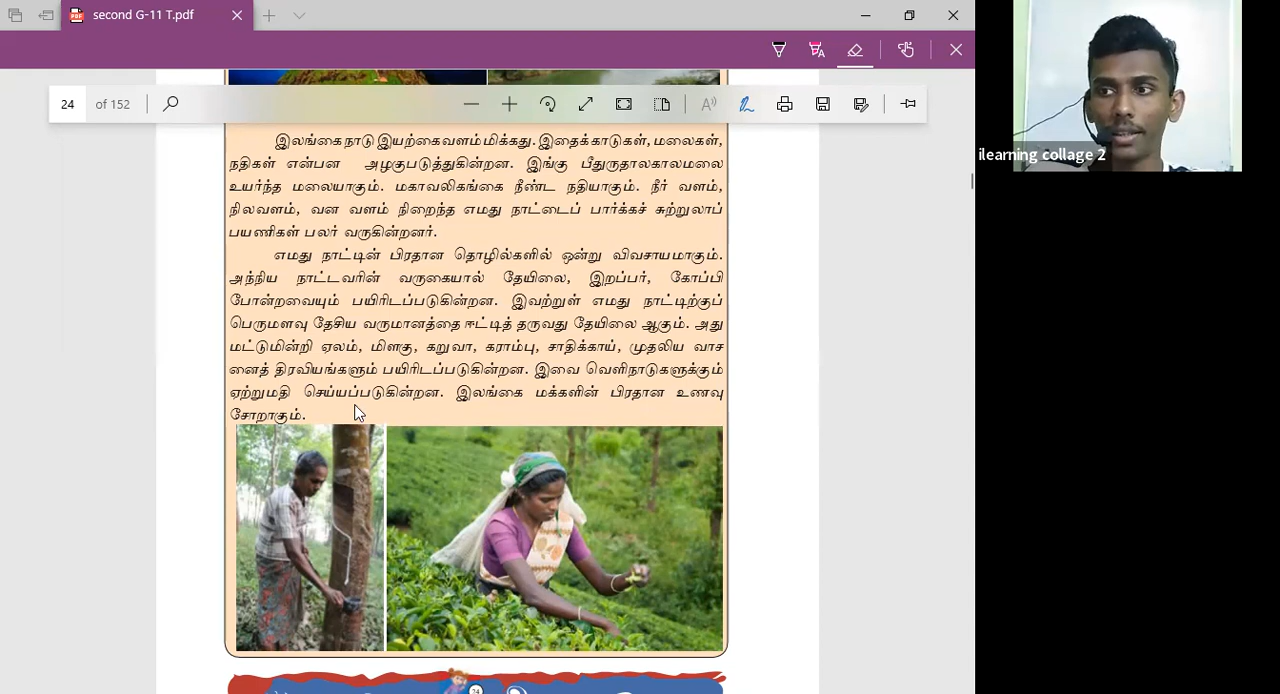 second G-11 T.pdf
24 of 152
இலங்கை நாடு இயற்கை வளம் மிக்கது. இதைக் காடுகள், மலைகள்,
நதிகள் என்பன அழகுபடுத்துகின்றன. இங்கு பீதுருதாலகாலமலை
உயர்ந்த மலையாகும். மகாவலிகங்கை நீண்ட நதியாகும். நீர் வளம்,
நிலவளம், வன வளம் நிறைந்த எமது நாட்டைப் பார்க்கச் சுற்றுலாப்
பயணிகள் பலர் வருகின்றனர்.
எமது நாட்டின் பிரதான தொழில்களில் ஒன்று விவசாயமாகும்.
அந்நிய நாட்டவரின் வருகையால் தேயிலை, இறப்பர், கோப்பி
போன்றவையும் பயிரிடப்படுகின்றன. இவற்றுள் எமது நாட்டிற்குப்
பெருமளவு தேசிய வருமானத்தை ஈட்டித் தருவது தேயிலை ஆகும். அது
மட்டுமின்றி ஏலம், மிளகு, கறுவா, கராம்பு, சாதிக்காய், முதலிய வாச
னைத் திரவியங்களும் பயிரிடப்படுகின்றன. இவை வெளிநாடுகளுக்கும்
ஏற்றுமதி செய்யப்படுகின்றன. இலங்கை மக்களின் பிரதான உணவு
சோறாகும்.
24
ilearning collage 2